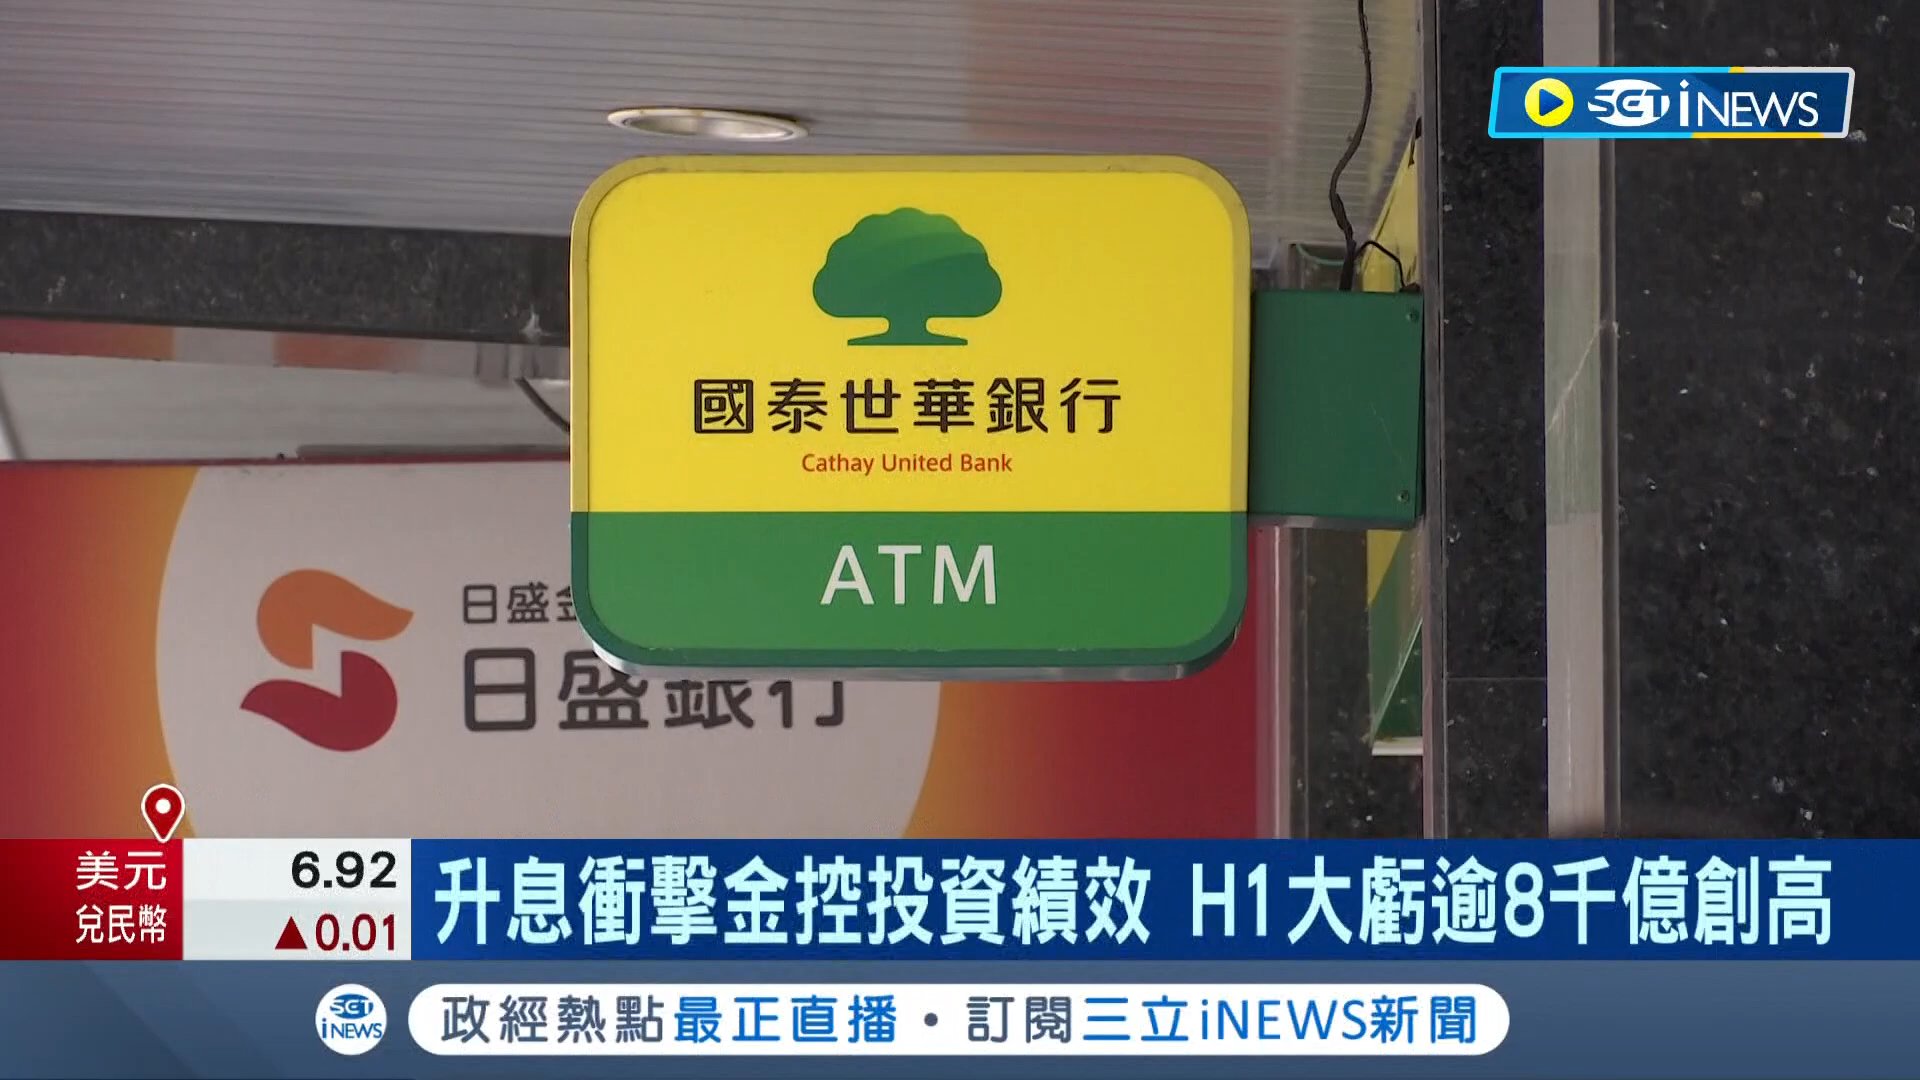 SET iNEWS
國泰世華銀行
Cathay United Bank
ATM
日盛金
日盛銀行
美元
兌民幣
6.92
▲0.01
升息衝擊金控投資績效 H1大虧逾8千億創高
SET iNEWS
政經熱點最正直播・訂閱三立iNEWS新聞